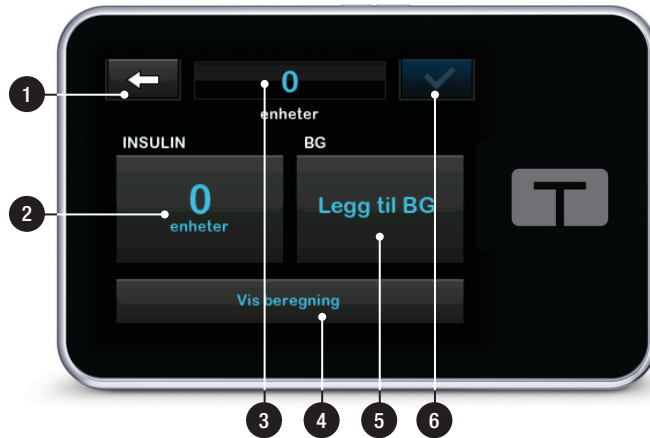 0
enheter
INSULIN
BG
0
enheter
Legg til BG
Vis beregning
1
2
3
4
5
6
T